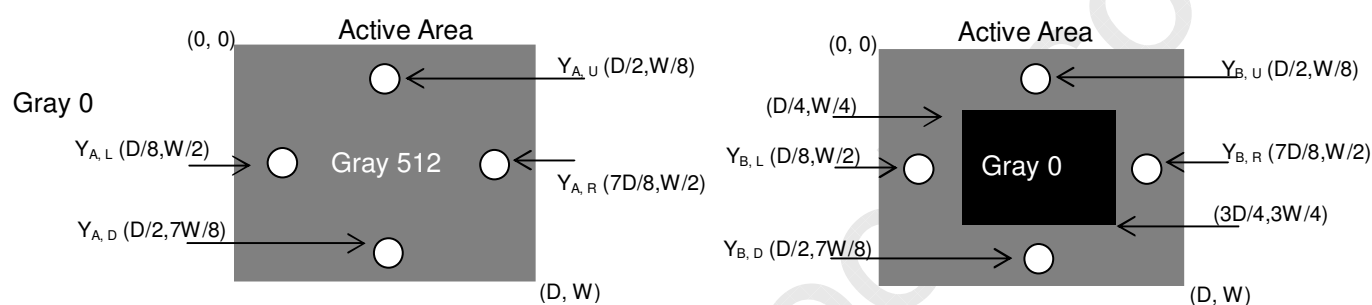 Active Area
(0, 0)
Y_A, U (D/2,W/8)
Gray 0
Y_A, L (D/8,W/2)
Gray 512
Y_A, R (7D/8,W/2)
Y_A, D (D/2,7W/8)
(D, W)
Active Area
(0, 0)
Y_B, U (D/2,W/8)
(D/4,W/4)
Y_B, L (D/8,W/2)
Gray 0
Y_B, R (7D/8,W/2)
(3D/4,3W/4)
Y_B, D (D/2,7W/8)
(D, W)